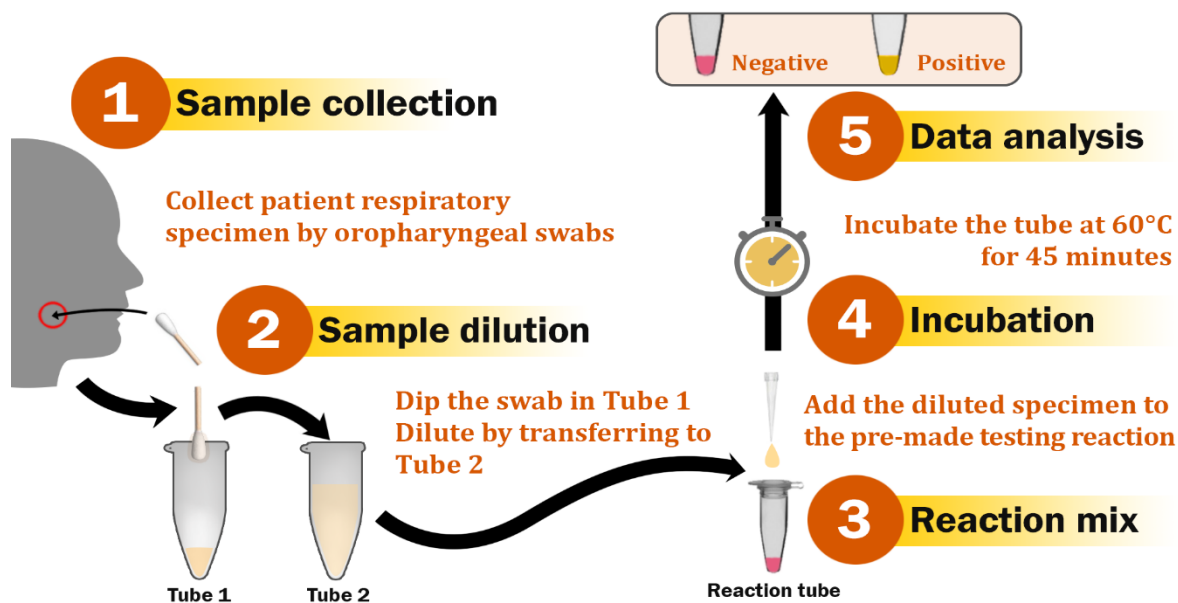 1 Sample collection
Collect patient respiratory
specimen by oropharyngeal swabs
2 Sample dilution
Dip the swab in Tube 1
Dilute by transferring to
Tube 2
Tube 1
Tube 2
Reaction tube
3 Reaction mix
Add the diluted specimen to
the pre-made testing reaction
4 Incubation
Incubate the tube at 60°C
for 45 minutes
5 Data analysis
Negative
Positive